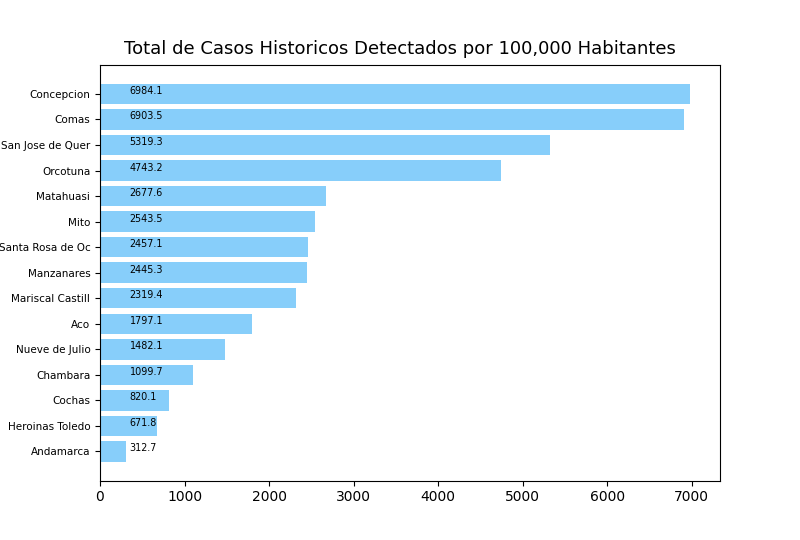 Total de Casos Historicos Detectados por 100,000 Habitantes
Concepcion 6984.1
Comas 6903.5
San Jose de Quer 5319.3
Orcotuna 4743.2
Matahuasi 2677.6
Mito 2543.5
Santa Rosa de Oc 2457.1
Manzanares 2445.3
Mariscal Castill 2319.4
Aco 1797.1
Nueve de Julio 1482.1
Chambara 1099.7
Cochas 820.1
Heroinas Toledo 671.8
Andamarca 312.7
0 1000 2000 3000 4000 5000 6000 7000